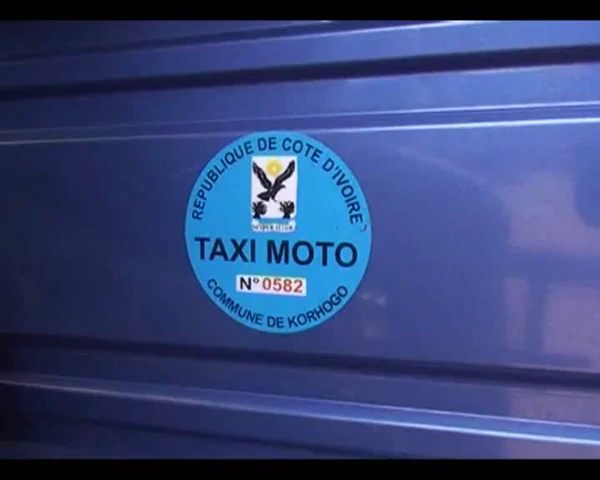 REPUBLIQUE DE COTE D'IVOIRE
TAXI MOTO
N° 0582
COMMUNE DE KORHOGO